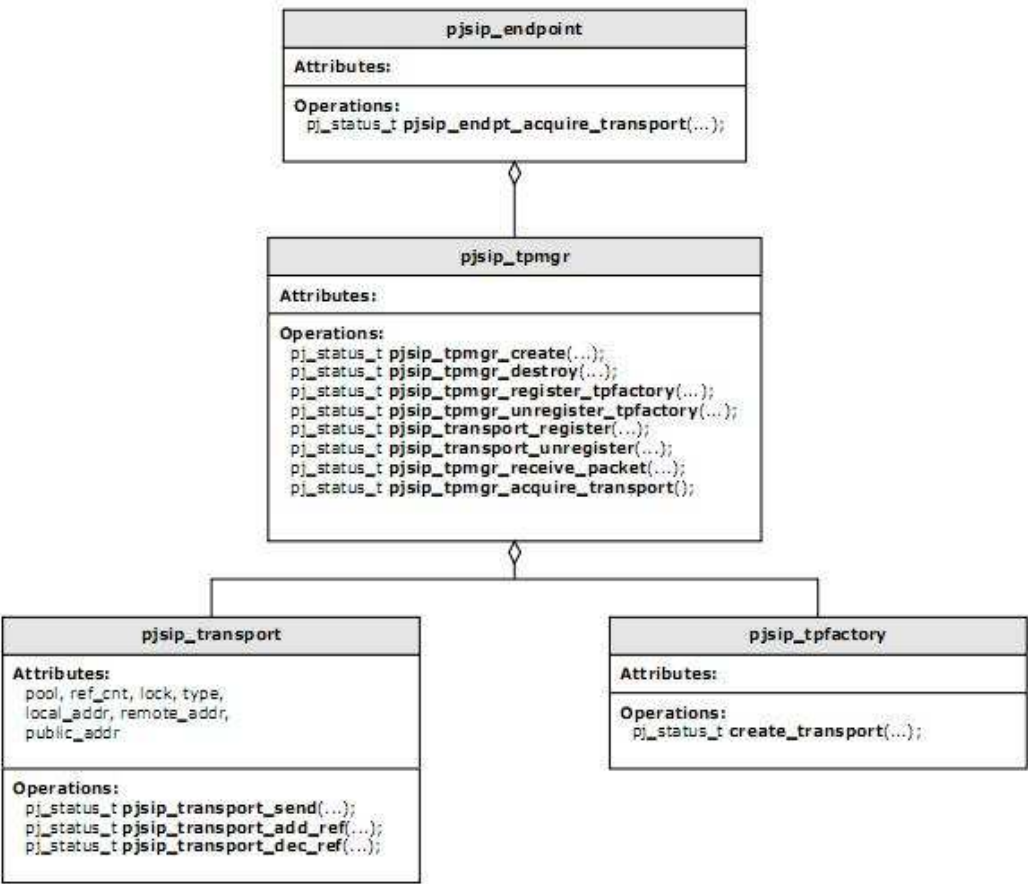 pjsip_endpoint
Attributes:
Operations:
pj_status_t pjsip_endpt_acquire_transport(...);
pjsip_tpmgr
Attributes:
Operations:
pj_status_t pjsip_tpmgr_create(...);
pj_status_t pjsip_tpmgr_destroy(...);
pj_status_t pjsip_tpmgr_register_tpfactory(...);
pj_status_t pjsip_tpmgr_unregister_tpfactory(...);
pj_status_t pjsip_transport_register(...);
pj_status_t pjsip_transport_unregister(...);
pj_status_t pjsip_tpmgr_receive_packet(...);
pj_status_t pjsip_tpmgr_acquire_transport();
pjsip_transport
Attributes:
pool, ref_cnt, lock, type,
local_addr, remote_addr,
public_addr
Operations:
pj_status_t pjsip_transport_send(...);
pj_status_t pjsip_transport_add_ref(...);
pj_status_t pjsip_transport_dec_ref(...);
pjsip_tpfactory
Attributes:
Operations:
pj_status_t create_transport(...);